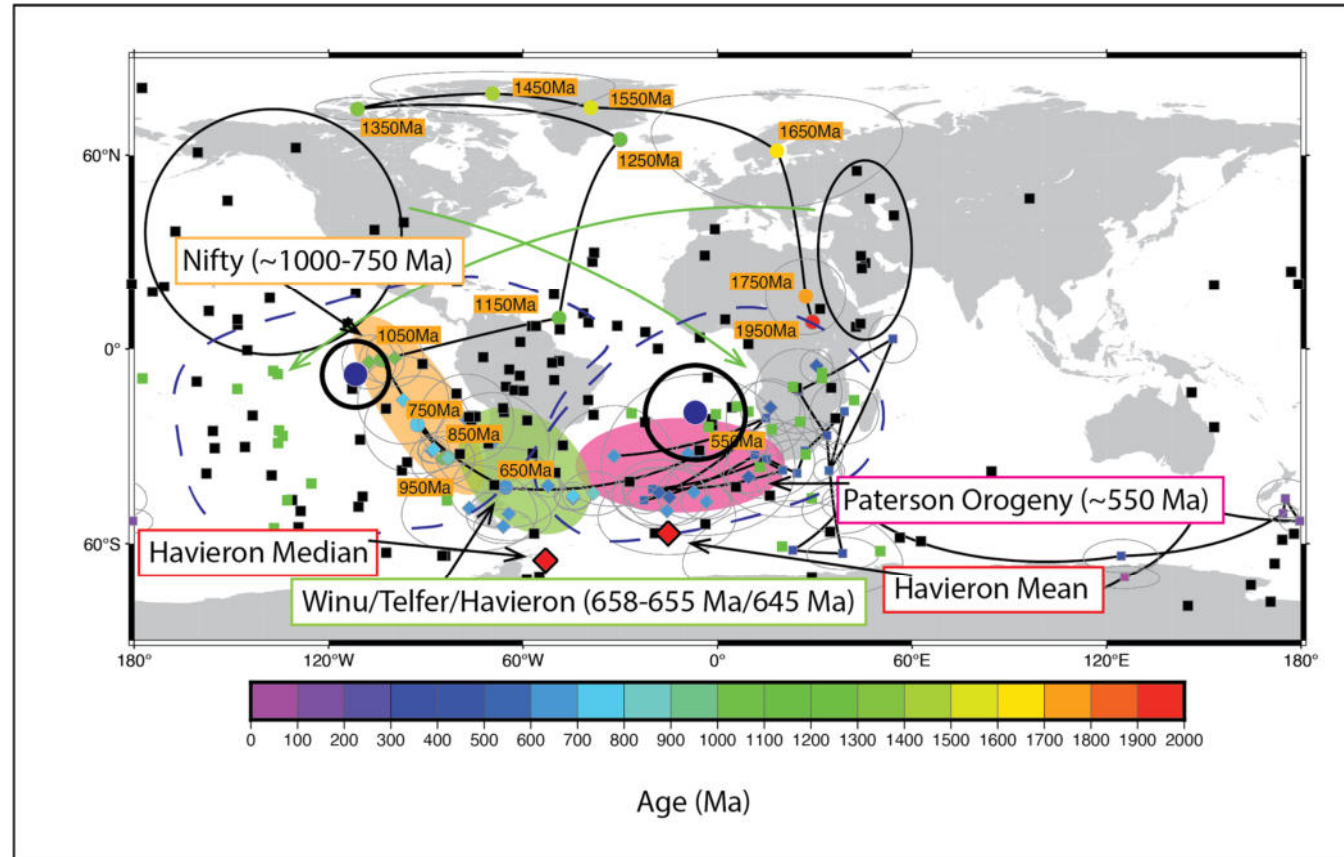 1450Ma
1550Ma
1350Ma
1650Ma
1250Ma
60°N
Nifty (~1000-750 Ma)
1750Ma
1150Ma
1950Ma
0°
1050Ma
750Ma
850Ma
550Ma
650Ma
950Ma
Paterson Orogeny (~550 Ma)
60°S
Havieron Median
Winu/Telfer/Havieron (658-655 Ma/645 Ma)
Havieron Mean
180° 120°W 60°W 0° 60°E 120°E 180°
0 100 200 300 400 500 600 700 800 900 1000 1100 1200 1300 1400 1500 1600 1700 1800 1900 2000
Age (Ma)